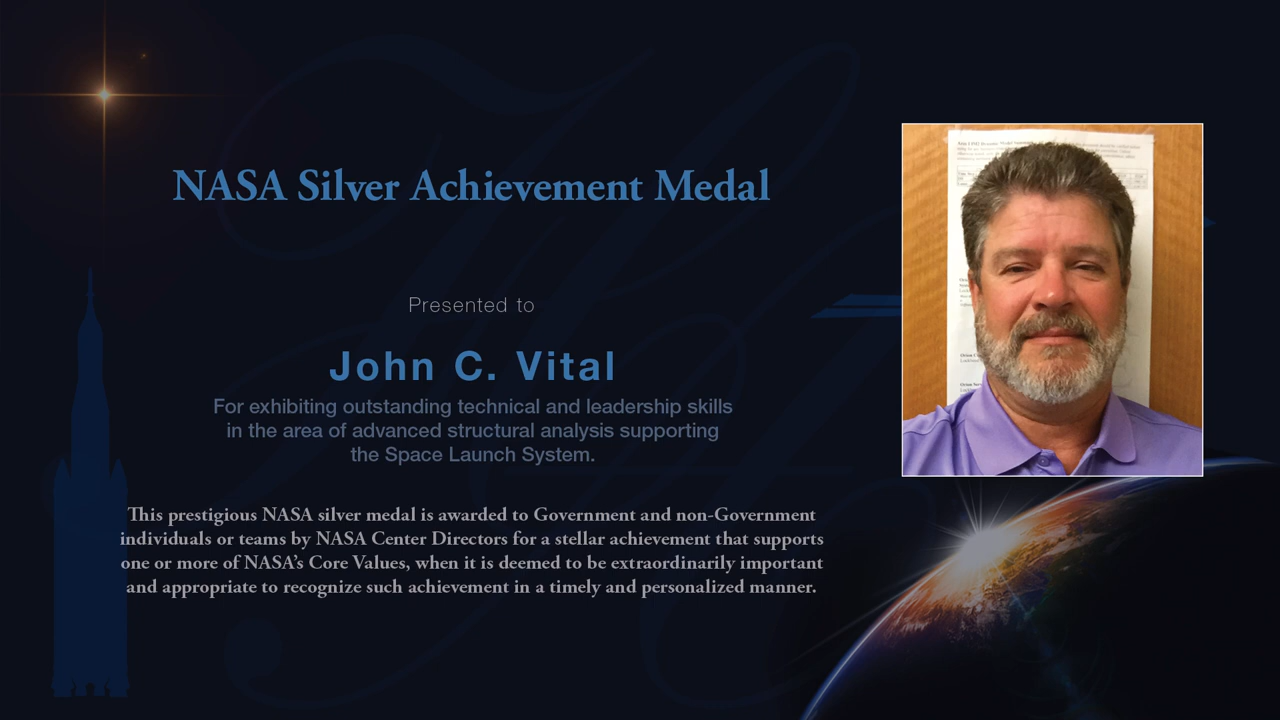 NASA Silver Achievement Medal
Presented to
John C. Vital
For exhibiting outstanding technical and leadership skills
in the area of advanced structural analysis supporting
the Space Launch System.
This prestigious NASA silver medal is awarded to Government and non-Government
individuals or teams by NASA Center Directors for a stellar achievement that supports
one or more of NASA’s Core Values, when it is deemed to be extraordinarily important
and appropriate to recognize such achievement in a timely and personalized manner.